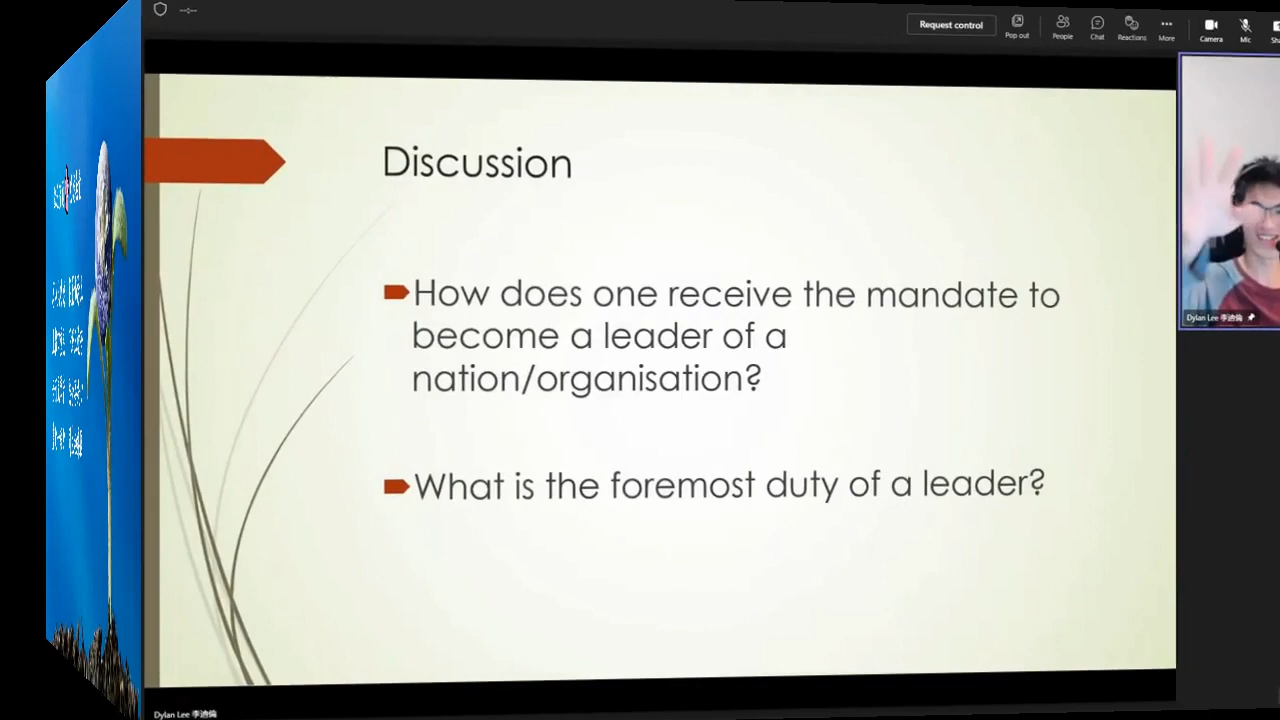 Request control
Pop out
People
Chat
Reactions
More
Camera
Mic
Discussion
How does one receive the mandate to
become a leader of a
nation/organisation?
What is the foremost duty of a leader?
Dylan Lee 李迪倫
Dylan Lee 李迪倫